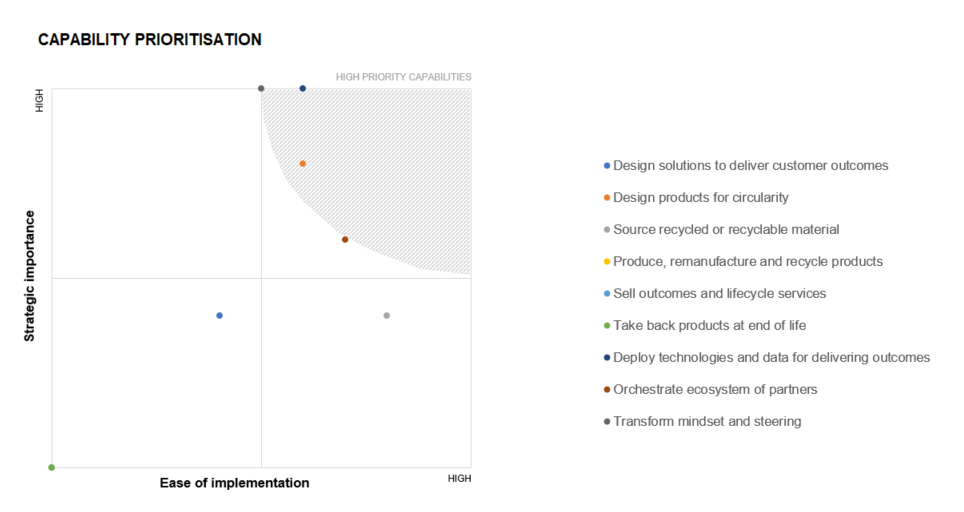 CAPABILITY PRIORITISATION
HIGH PRIORITY CAPABILITIES
HIGH
Strategic importance
Design solutions to deliver customer outcomes
Design products for circularity
Source recycled or recyclable material
Produce, remanufacture and recycle products
Sell outcomes and lifecycle services
Take back products at end of life
Deploy technologies and data for delivering outcomes
Orchestrate ecosystem of partners
Transform mindset and steering
HIGH
Ease of implementation